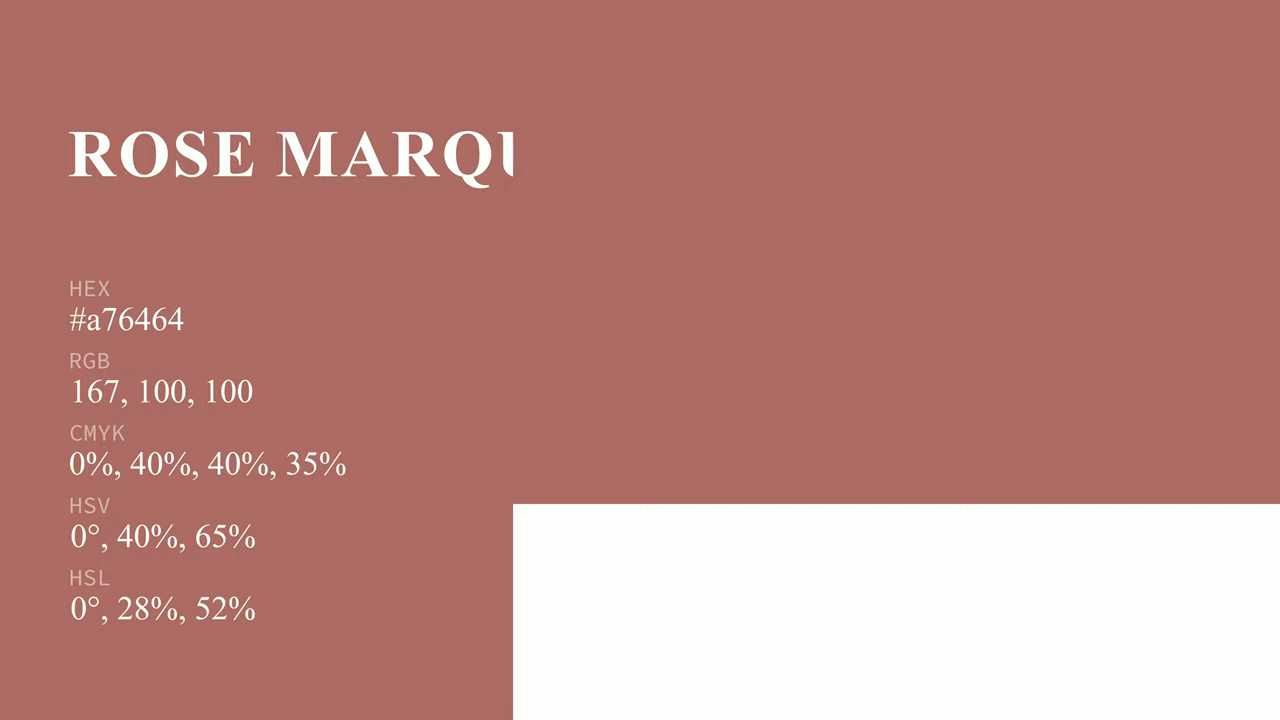 ROSE MARQU
HEX
#a76464
RGB
167, 100, 100
CMYK
0%, 40%, 40%, 35%
HSV
0°, 40%, 65%
HSL
0°, 28%, 52%